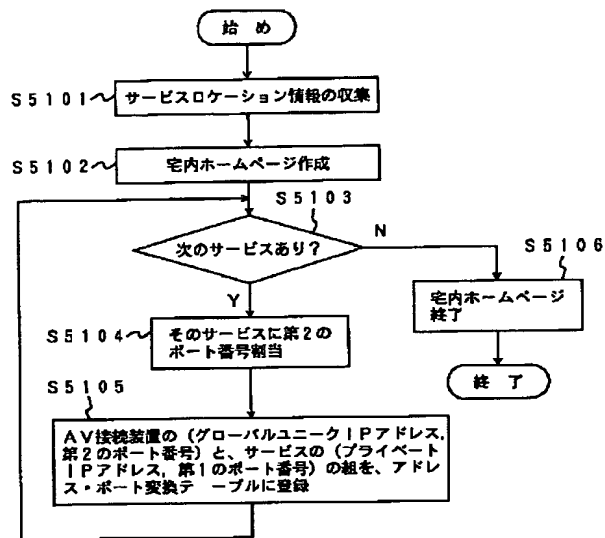 始 め
S5101
サービスロケーション情報の収集
S5102
宅内ホームページ作成
S5103
次のサービスあり？
N
Y
S5106
宅内ホームページ
終了
終 了
S5104
そのサービスに第2の
ポート番号割当
S5105
AV接続装置の（グローバルユニークIPアドレス，
第2のポート番号）と、サービスの（プライベート
IPアドレス，第1のポート番号）の組を、アドレ
ス・ポート変換テ ーブルに登録